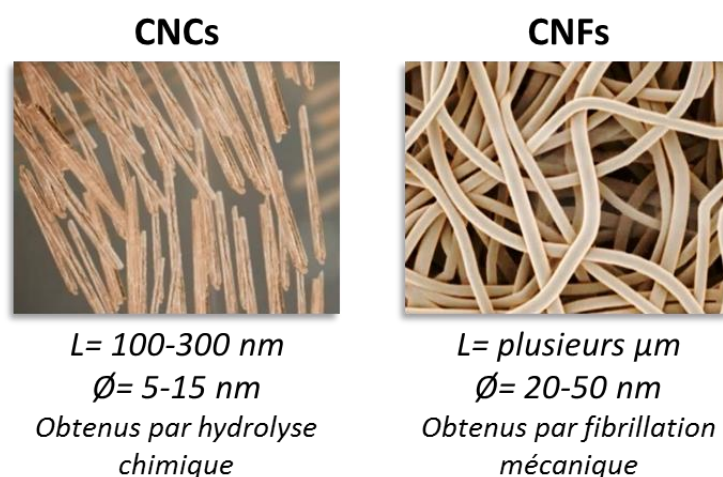 CNCs
L= 100-300 nm
Ø= 5-15 nm
Obtenus par hydrolyse
chimique
CNFs
L= plusieurs µm
Ø= 20-50 nm
Obtenus par fibrillation
mécanique